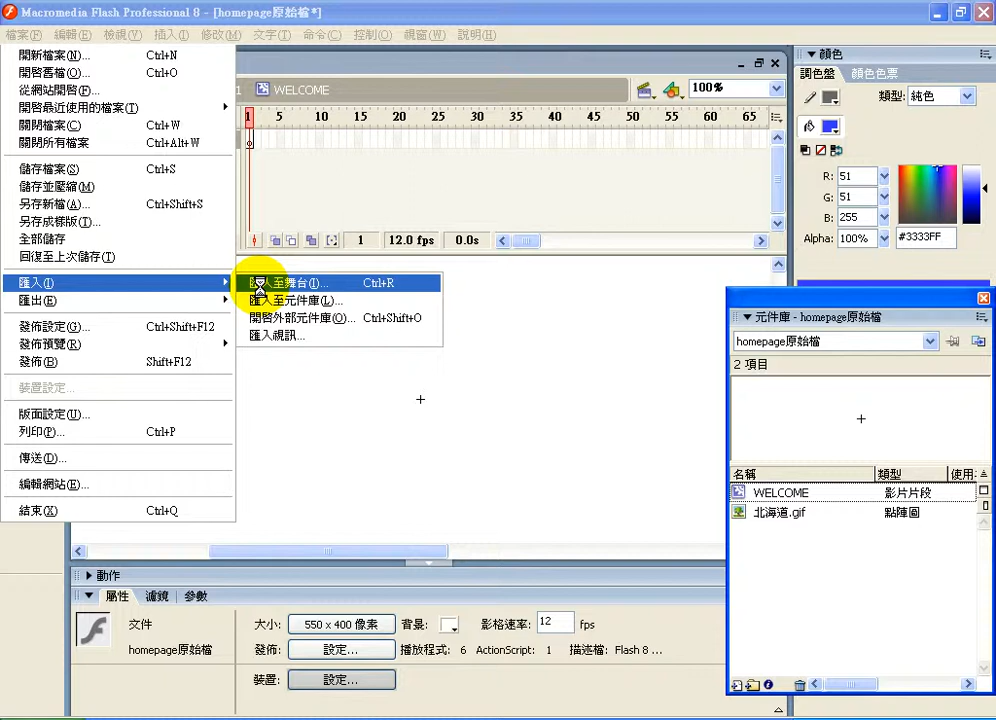 Macromedia Flash Professional 8 - [homepage原始檔*]
檔案(F) 編輯(E) 檢視(V) 插入(I) 修改(M) 文字(T) 命令(C) 控制(O) 視窗(W) 說明(H)
開新檔案(N)... Ctrl+N
開啓舊檔(O)... Ctrl+O
從網站開啓(F)...
開啓最近使用的檔案(T)
關閉檔案(C) Ctrl+W
關閉所有檔案 Ctrl+Alt+W
儲存檔案(S) Ctrl+S
儲存並壓縮(M)
另存新檔(A)... Ctrl+Shift+S
另存成樣版(T)...
全部儲存
回復至上次儲存(T)
匯入(I)
匯出(E)
發佈設定(G)... Ctrl+Shift+F12
發佈預覽(R)
發佈(B) Shift+F12
裝置設定...
版面設定(U)...
列印(P)... Ctrl+P
傳送(D)...
編輯網站(E)...
結束(X) Ctrl+Q
匯入至舞台(I)... Ctrl+R
匯入至元件庫(L)...
開啓外部元件庫(O)... Ctrl+Shift+O
匯入視訊...
1 WELCOME 100%
1 5 10 15 20 25 30 35 40 45 50 55 60 65
1 12.0 fps 0.0s
顏色
調色盤 顏色色票
類型: 純色
R: 51
G: 51
B: 255
Alpha: 100% #3333FF
元件庫 - homepage原始檔
homepage原始檔
2 項目
名稱 類型 使用:
WELCOME 影片片段
北海道.gif 點陣圖
動作
屬性 濾鏡 參數
文件 大小: 550 x 400 像素 背景: 影格速率: 12 fps
homepage原始檔 發佈: 設定... 播放程式: 6 ActionScript: 1 描述檔: Flash 8 ...
裝置: 設定...